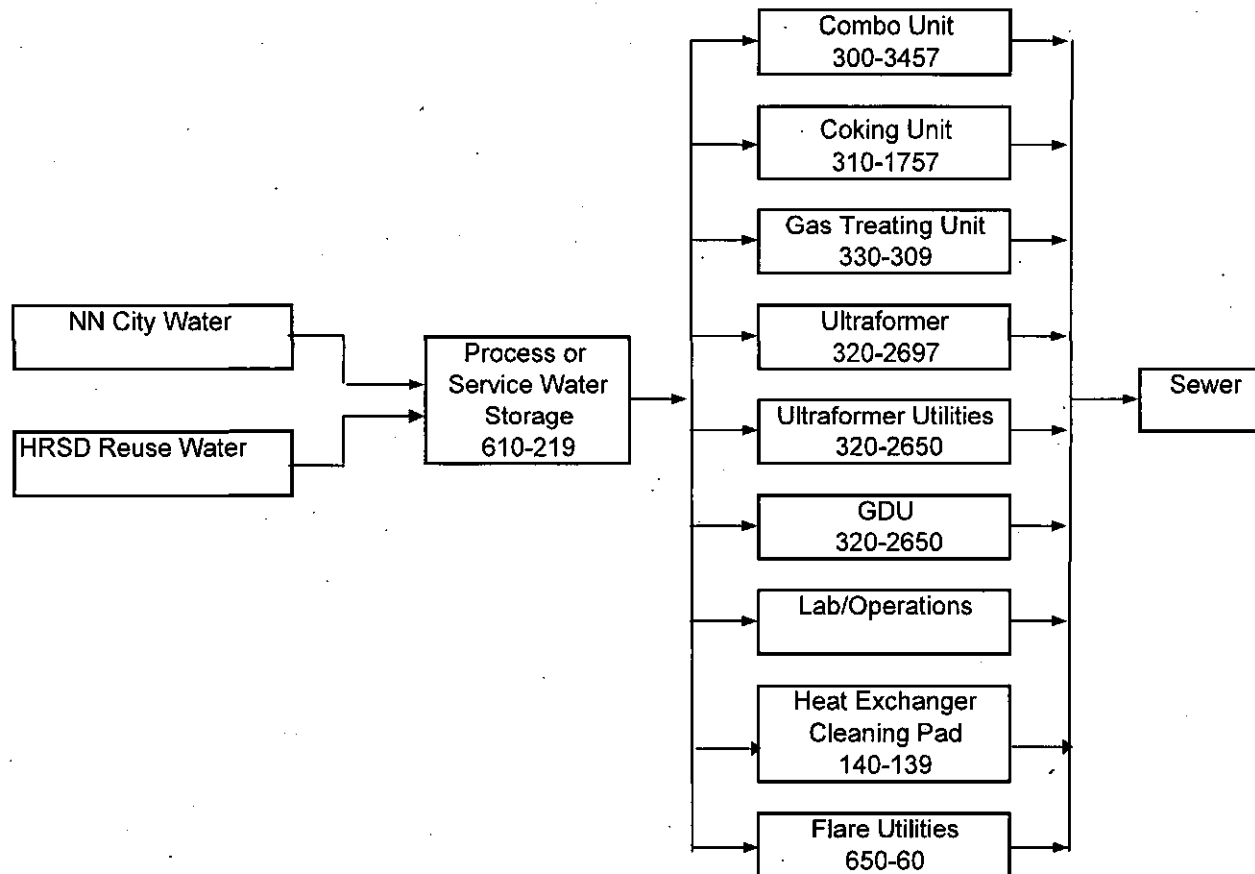 NN City Water
HRSD Reuse Water
Process or
Service Water
Storage
610-219
Combo Unit
300-3457
Coking Unit
310-1757
Gas Treating Unit
330-309
Ultraformer
320-2697
Ultraformer Utilities
320-2650
GDU
320-2650
Lab/Operations
Heat Exchanger
Cleaning Pad
140-139
Flare Utilities
650-60
Sewer